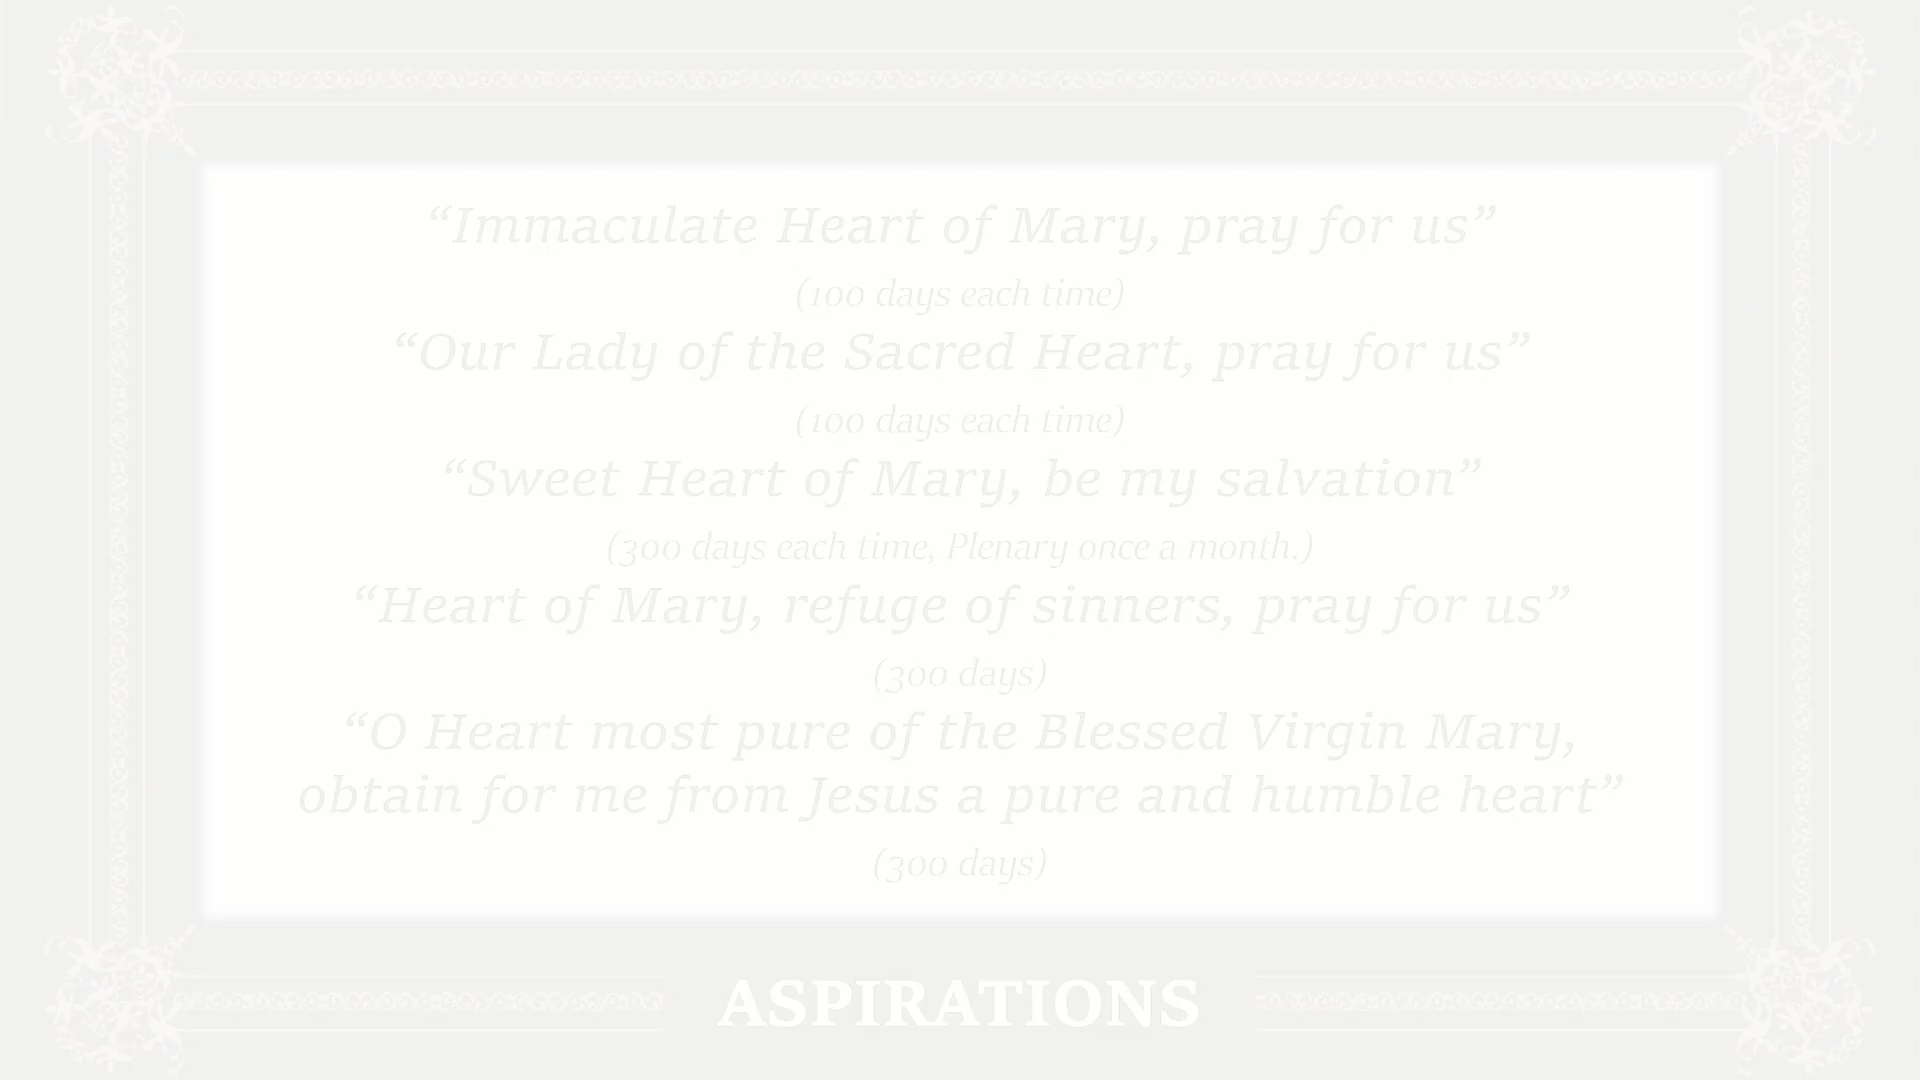 “Immaculate Heart of Mary, pray for us”
(100 days each time)
“Our Lady of the Sacred Heart, pray for us”
(100 days each time)
“Sweet Heart of Mary, be my salvation”
(300 days each time, Plenary once a month.)
“Heart of Mary, refuge of sinners, pray for us”
(300 days)
“O Heart most pure of the Blessed Virgin Mary,
obtain for me from Jesus a pure and humble heart”
(300 days)
ASPIRATIONS